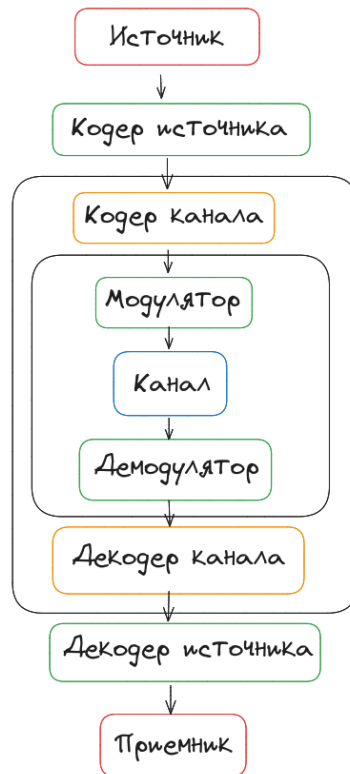 Источник
Кодер источника
Кодер канала
Модулятор
Канал
Демодулятор
Декодер канала
Декодер источника
Приемник